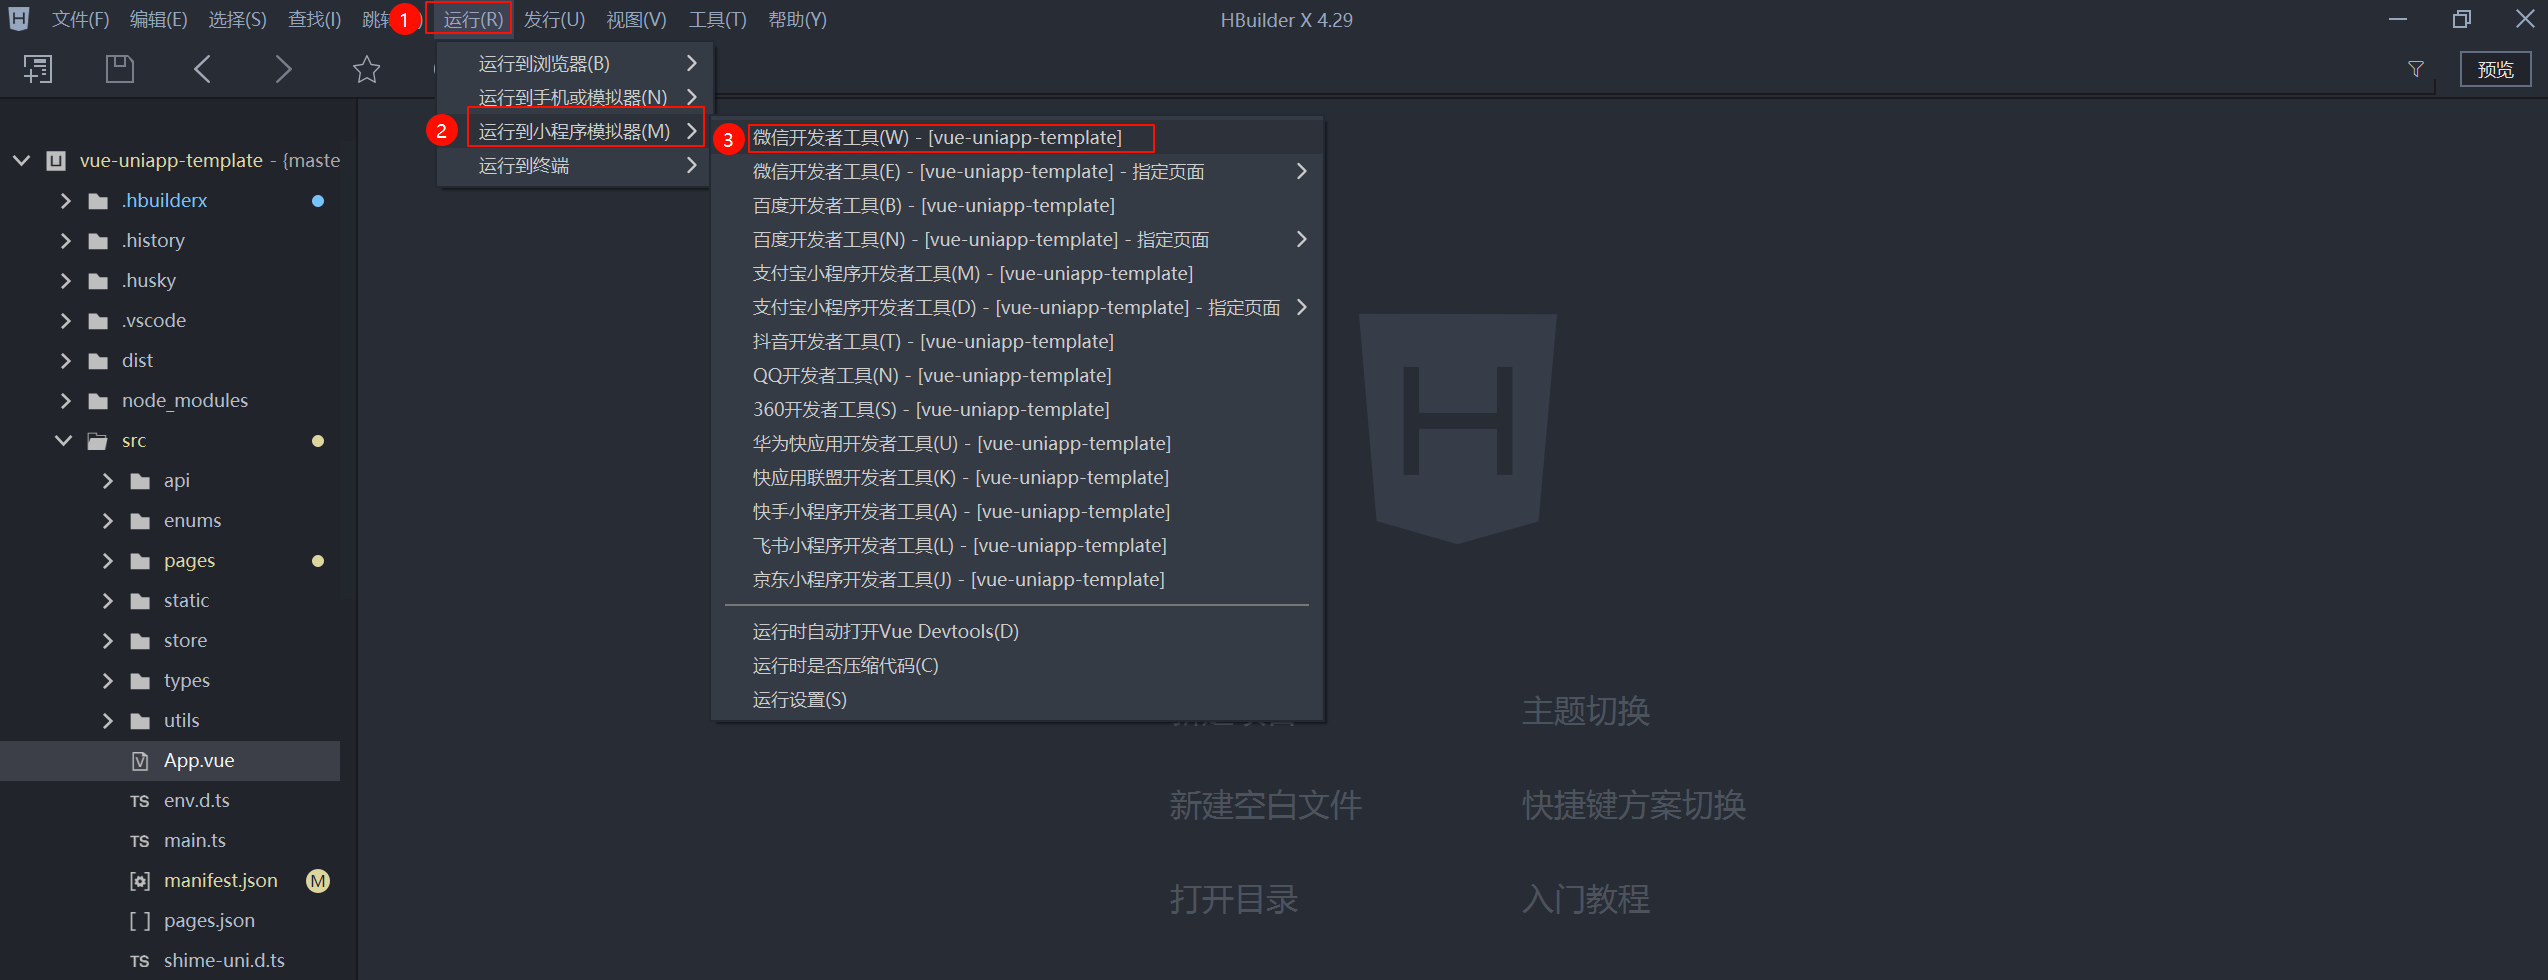 文件(F) 编辑(E) 选择(S) 查找(I) 1 运行(R) 发行(U) 视图(V) 工具(T) 帮助(Y) HBuilder X 4.29
预览
运行到浏览器(B)
运行到手机或模拟器(N)
2 运行到小程序模拟器(M)
运行到终端
3 微信开发者工具(W) - [vue-uniapp-template]
微信开发者工具(E) - [vue-uniapp-template] - 指定页面
百度开发者工具(B) - [vue-uniapp-template]
百度开发者工具(N) - [vue-uniapp-template] - 指定页面
支付宝小程序开发者工具(M) - [vue-uniapp-template]
支付宝小程序开发者工具(D) - [vue-uniapp-template] - 指定页面
抖音开发者工具(T) - [vue-uniapp-template]
QQ开发者工具(N) - [vue-uniapp-template]
360开发者工具(S) - [vue-uniapp-template]
华为快应用开发者工具(U) - [vue-uniapp-template]
快应用联盟开发者工具(K) - [vue-uniapp-template]
快手小程序开发者工具(A) - [vue-uniapp-template]
飞书小程序开发者工具(L) - [vue-uniapp-template]
京东小程序开发者工具(J) - [vue-uniapp-template]
运行时自动打开Vue Devtools(D)
运行时是否压缩代码(C)
运行设置(S)
vue-uniapp-template - {maste
.hbuilderx
.history
.husky
.vscode
dist
node_modules
src
api
enums
pages
static
store
types
utils
App.vue
TS env.d.ts
TS main.ts
manifest.json M
[ ] pages.json
TS shime-uni.d.ts
H
主题切换
新建空白文件 快捷键方案切换
打开目录 入门教程